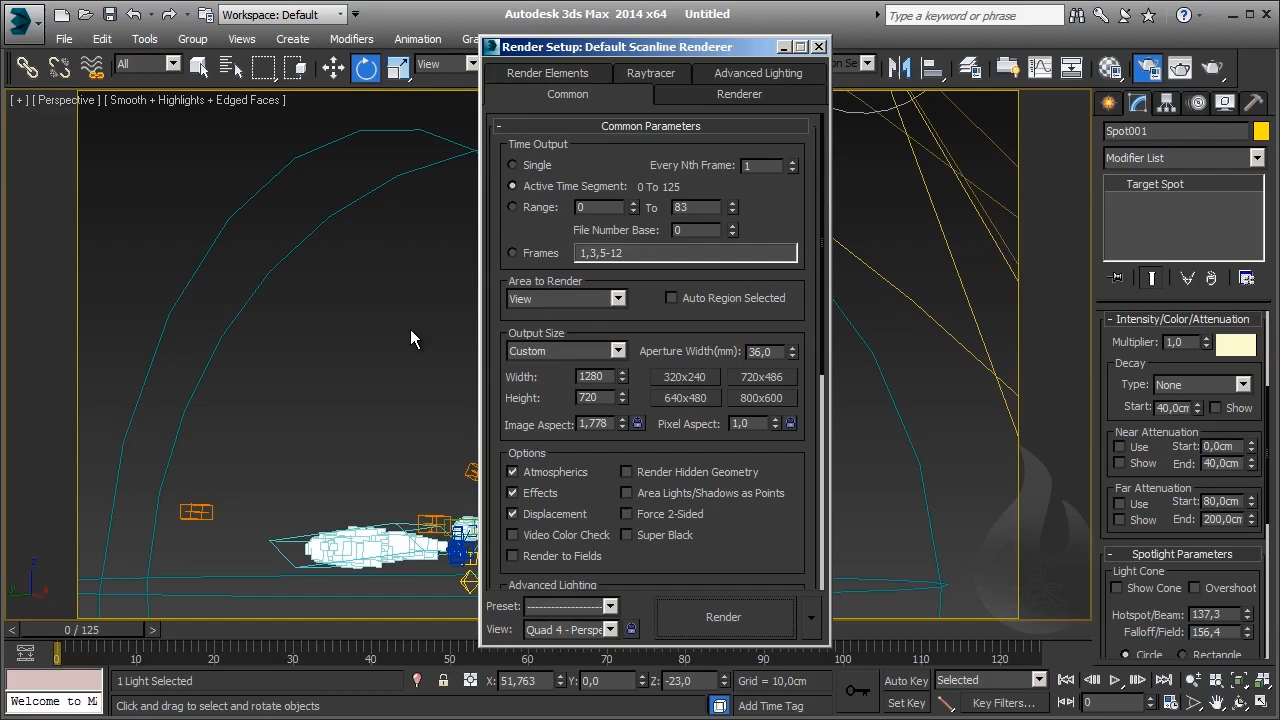 Workspace: Default
Autodesk 3ds Max 2014 x64
Untitled
Type a keyword or phrase
File
Edit
Tools
Group
Views
Create
Modifiers
Animation
All
View
Render Setup: Default Scanline Renderer
Render Elements
Raytracer
Advanced Lighting
Common
Renderer
[ + ] [ Perspective ] [ Smooth + Highlights + Edged Faces ]
- Common Parameters
Time Output
Single
Every Nth Frame: 1
Active Time Segment: 0 To 125
Range: 0 To 83
File Number Base: 0
Frames 1,3,5-12
Area to Render
View
Auto Region Selected
Output Size
Custom
Aperture Width(mm): 36,0
Width: 1280
320x240
720x486
Height: 720
640x480
800x600
Image Aspect: 1,778
Pixel Aspect: 1,0
Options
Atmospherics
Render Hidden Geometry
Effects
Area Lights/Shadows as Points
Displacement
Force 2-Sided
Video Color Check
Super Black
Render to Fields
Advanced Lighting
Preset: --------------------
View: Quad 4 - Perspe
Render
Spot001
Modifier List
Target Spot
- Intensity/Color/Attenuation
Multiplier: 1,0
Decay
Type: None
Start: 40,0cm
Show
Near Attenuation
Use
Start: 0,0cm
Show
End: 40,0cm
Far Attenuation
Use
Start: 80,0cm
Show
End: 200,0cm
- Spotlight Parameters
Light Cone
Show Cone
Overshoot
Hotspot/Beam: 137,3
Falloff/Field: 156,4
Circle
Rectangle
z
y
< 0 / 125 >
0 10 20 30 40 50 60 70 80 90 100 110 120
1 Light Selected
X: 51,763
Y: 0,0
Z: -23,0
Grid = 10,0cm
Auto Key
Selected
Welcome to M
Click and drag to select and rotate objects
Add Time Tag
Set Key
Key Filters...
0